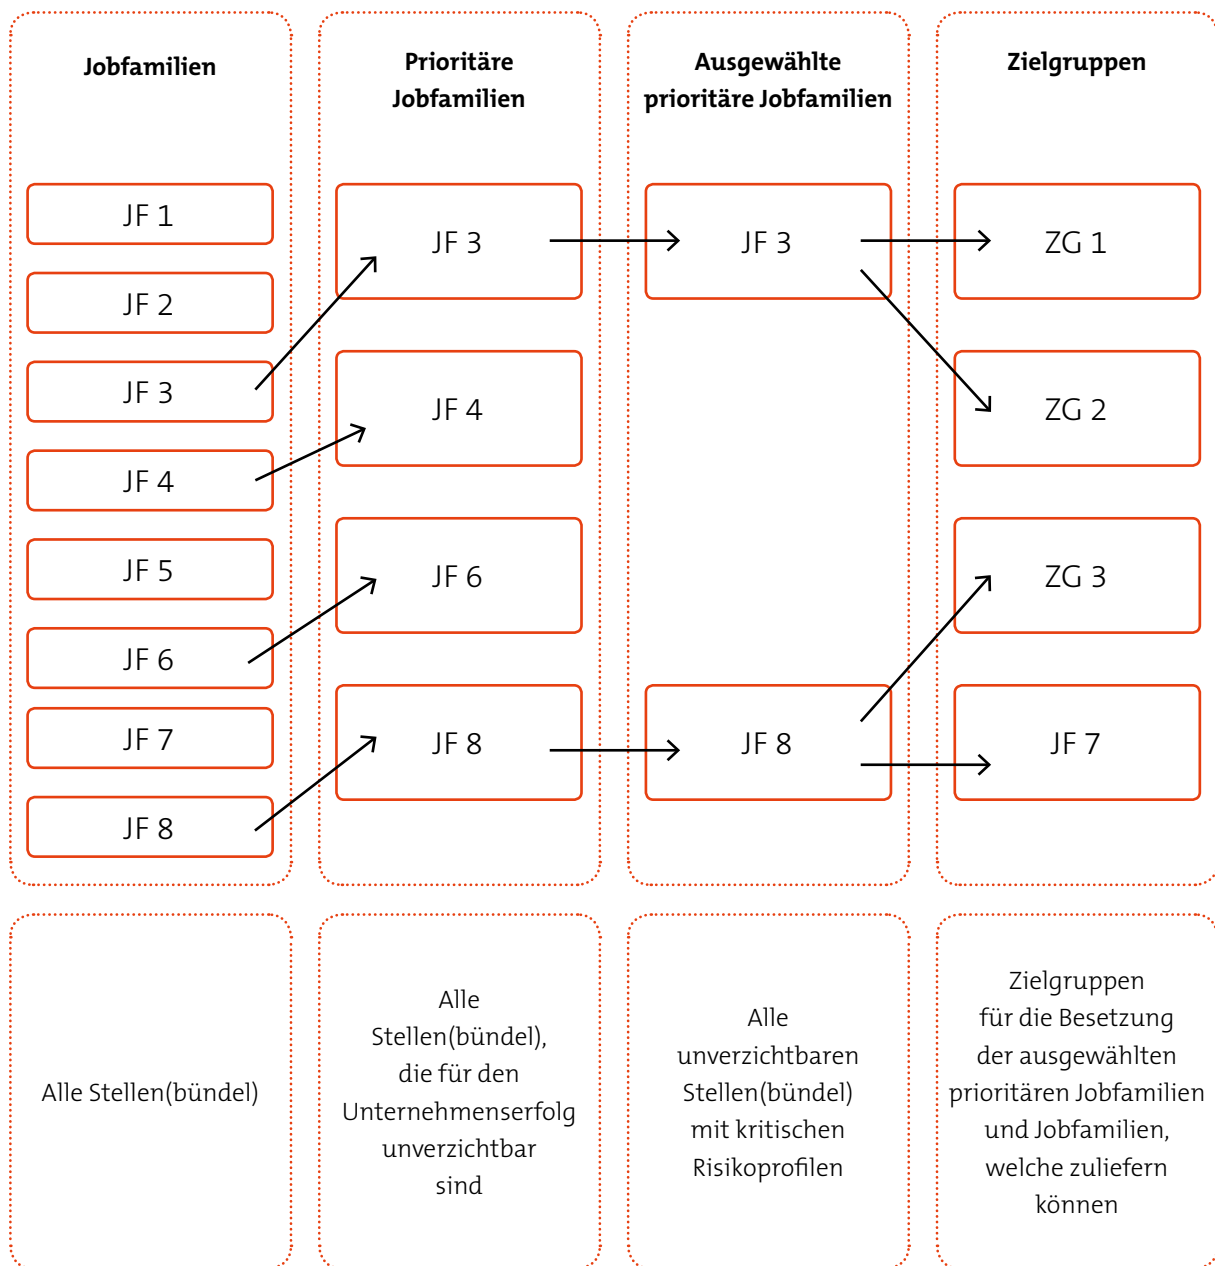 Jobfamilien
JF 1
JF 2
JF 3
JF 4
JF 5
JF 6
JF 7
JF 8
Prioritäre
Jobfamilien
JF 3
JF 4
JF 6
JF 8
Ausgewählte
prioritäre Jobfamilien
JF 3
JF 8
Zielgruppen
ZG 1
ZG 2
ZG 3
JF 7
Alle Stellen(bündel)
Alle
Stellen(bündel),
die für den
Unternehmenserfolg
unverzichtbar
sind
Alle
unverzichtbaren
Stellen(bündel)
mit kritischen
Risikoprofilen
Zielgruppen
für die Besetzung
der ausgewählten
prioritären Jobfamilien
und Jobfamilien,
welche zuliefern
können